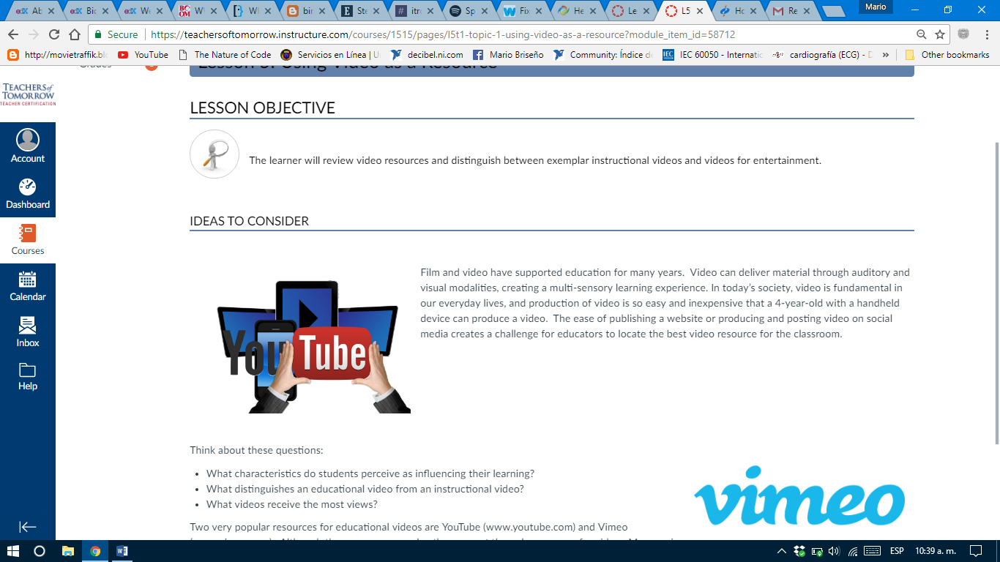 Ab
Bio
We
Wh
Wh
bir
Ste
itr
Sp
Fix
He
Le
L5
Ho
Re
Mario
Secure
https://teachersoftomorrow.instructure.com/courses/1515/pages/l5t1-topic-1-using-video-as-a-resource?module_item_id=58712
http://movietraffik.bl
YouTube
The Nature of Code
Servicios en Línea | U
decibel.ni.com
Mario Briseño
Community: Índice de
IEC 60050 - Internatio
cardiografía (ECG) - D
»
Other bookmarks
Grades
Lesson 5: Using Video as a Resource
TEACHERS of
TOMORROW
TEACHER CERTIFICATION
Account
Dashboard
Courses
Calendar
Inbox
Help
LESSON OBJECTIVE
The learner will review video resources and distinguish between exemplar instructional videos and videos for entertainment.
IDEAS TO CONSIDER
YouTube
Film and video have supported education for many years. Video can deliver material through auditory and
visual modalities, creating a multi-sensory learning experience. In today's society, video is fundamental in
our everyday lives, and production of video is so easy and inexpensive that a 4-year-old with a handheld
device can produce a video. The ease of publishing a website or producing and posting video on social
media creates a challenge for educators to locate the best video resource for the classroom.
Think about these questions:
• What characteristics do students perceive as influencing their learning?
• What distinguishes an educational video from an instructional video?
• What videos receive the most views?
vimeo
Two very popular resources for educational videos are YouTube (www.youtube.com) and Vimeo
ESP
10:39 a. m.